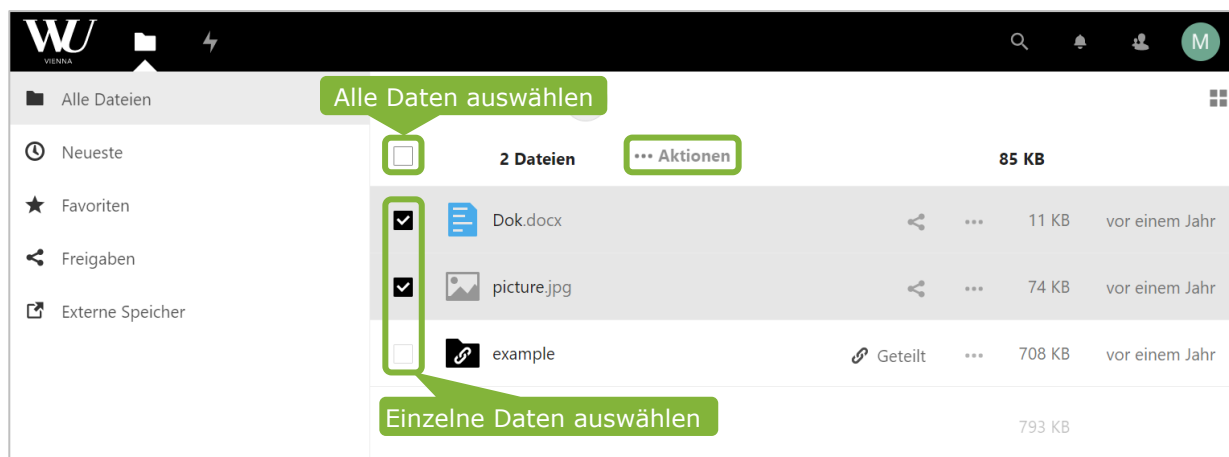 WU
VIENNA
M
Alle Dateien
Alle Daten auswählen
Neueste
2 Dateien
••• Aktionen
85 KB
Favoriten
Dok.docx
•••
11 KB
vor einem Jahr
Freigaben
picture.jpg
•••
74 KB
vor einem Jahr
Externe Speicher
example
Geteilt
•••
708 KB
vor einem Jahr
Einzelne Daten auswählen
793 KB